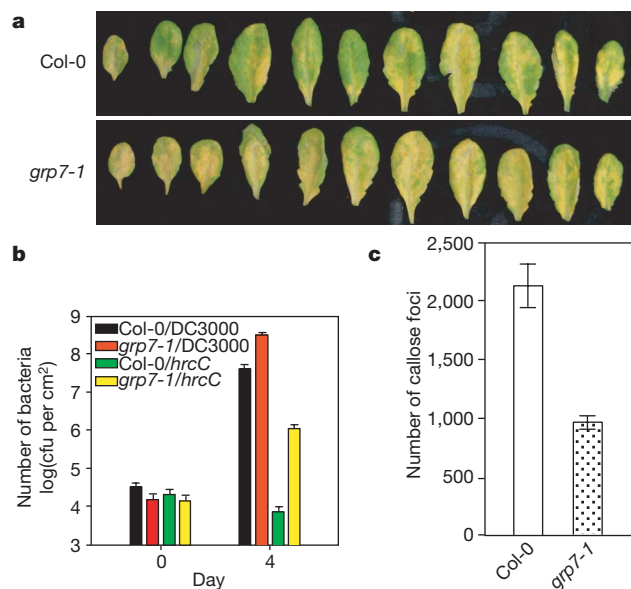 a
Col-0
grp7-1
b
Number of bacteria
log(cfu per cm2)
9
8
7
6
5
4
3
Col-0/DC3000
grp7-1/DC3000
Col-0/hrcC
grp7-1/hrcC
0
4
Day
c
Number of callose foci
2,500
2,000
1,500
1,000
500
0
Col-0
grp7-1